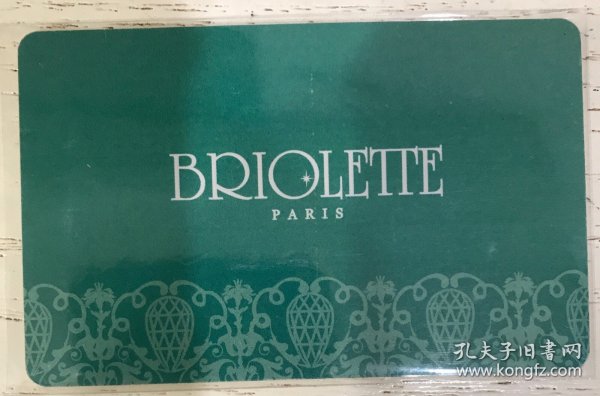 BRIOLETTE
PARIS
孔夫子旧书网
www.kongfz.com